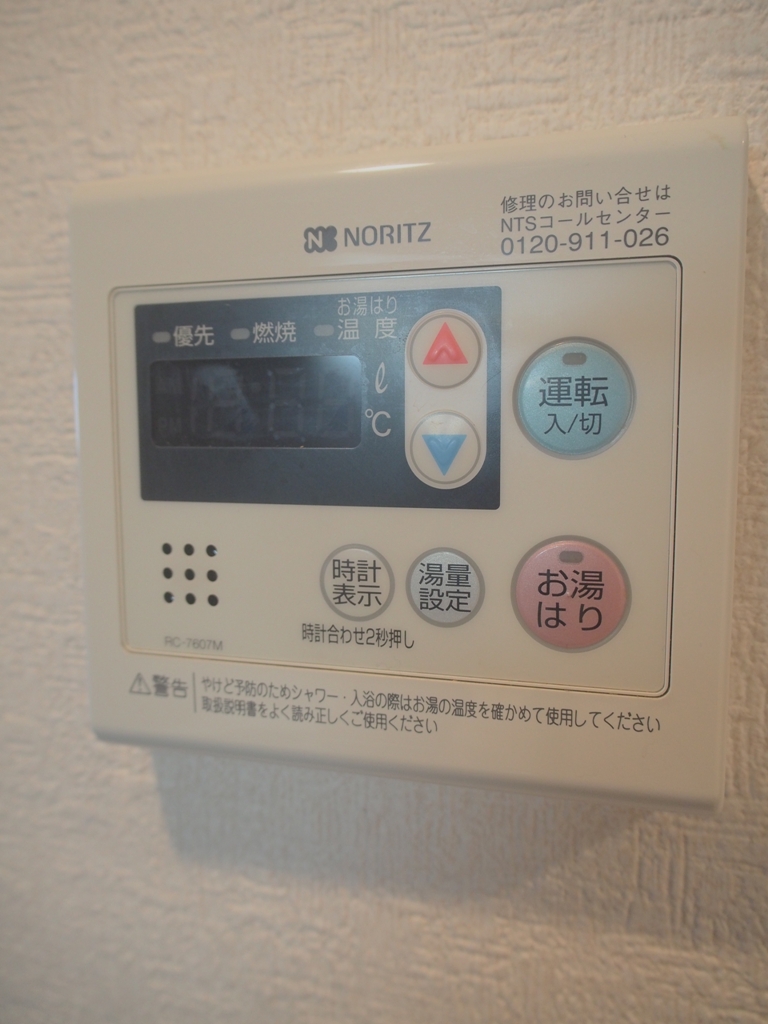 NORITZ
修理のお問い合せは
NTSコールセンター
0120-911-026
お湯はり
優先 燃焼 温度
ℓ
℃
運転
入/切
時計
表示
湯量
設定
お湯
はり
時計合わせ2秒押し
RC-7607M
警告
やけど予防のためシャワー・入浴の際はお湯の温度を確かめて使用してください
取扱説明書をよく読み正しくご使用ください